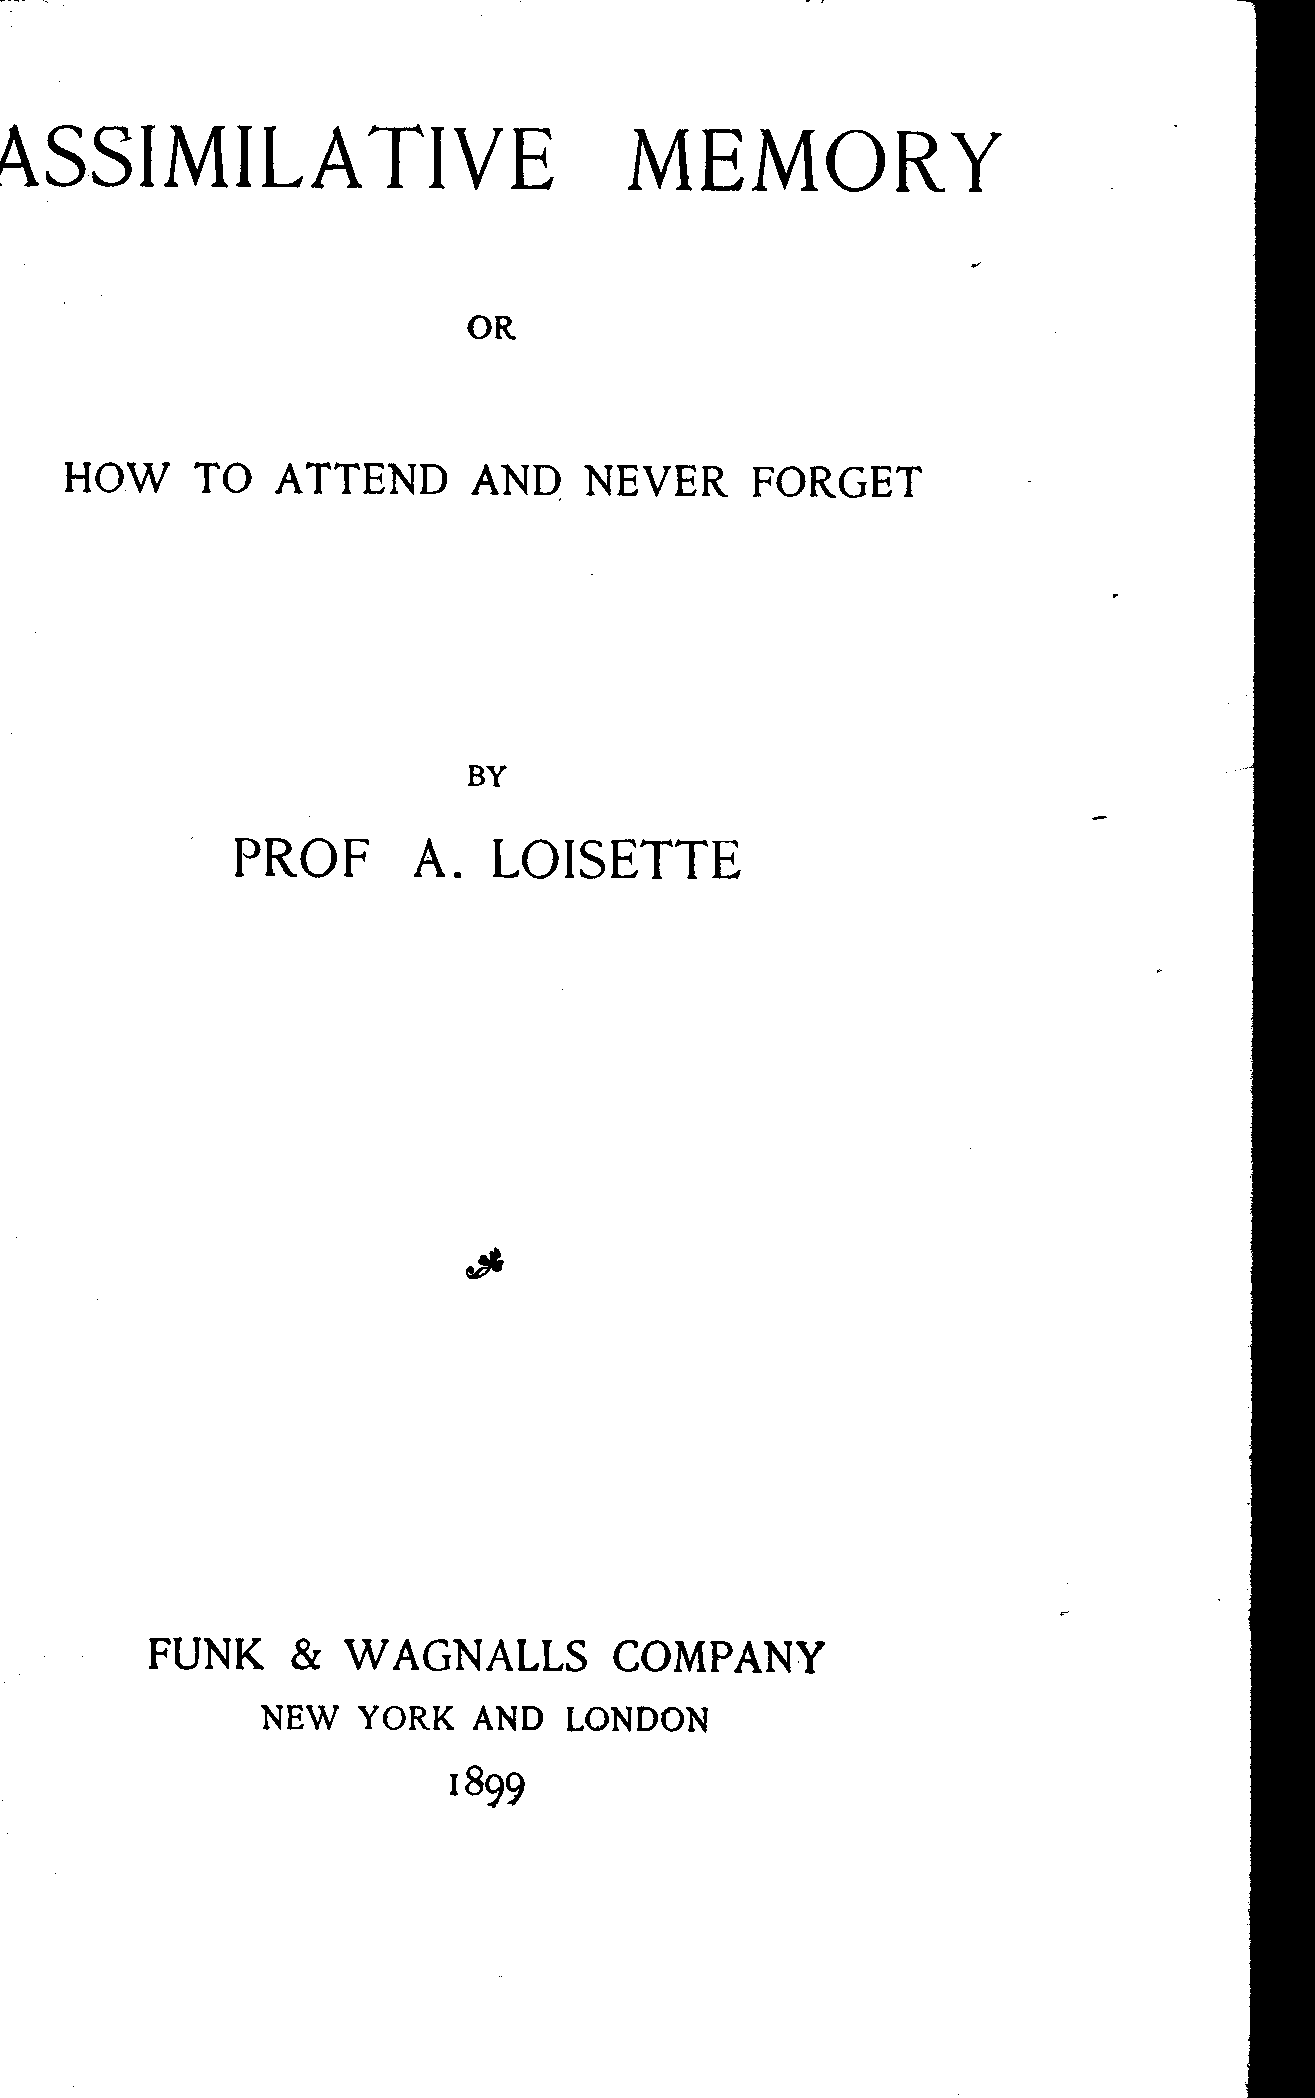 ASSIMILATIVE MEMORY
OR
HOW TO ATTEND AND NEVER FORGET
BY
PROF A. LOISETTE
FUNK & WAGNALLS COMPANY
NEW YORK AND LONDON
1899